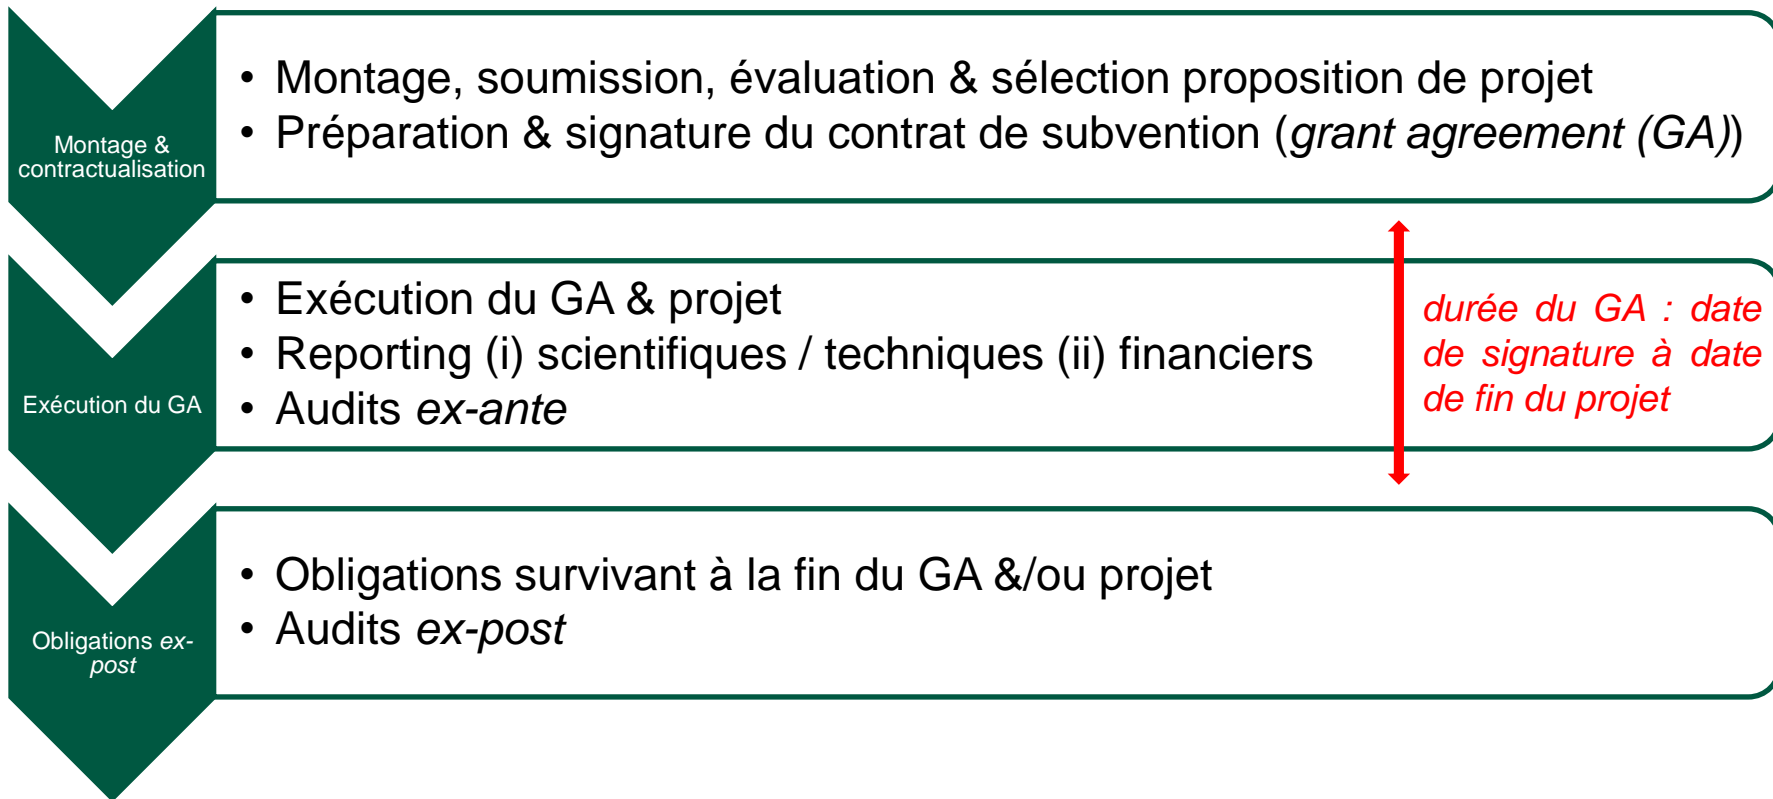 Montage &
contractualisation
• Montage, soumission, évaluation & sélection proposition de projet
• Préparation & signature du contrat de subvention (grant agreement (GA))
Exécution du GA
• Exécution du GA & projet
• Reporting (i) scientifiques / techniques (ii) financiers
• Audits ex-ante
durée du GA : date
de signature à date
de fin du projet
Obligations ex-
post
• Obligations survivant à la fin du GA &/ou projet
• Audits ex-post